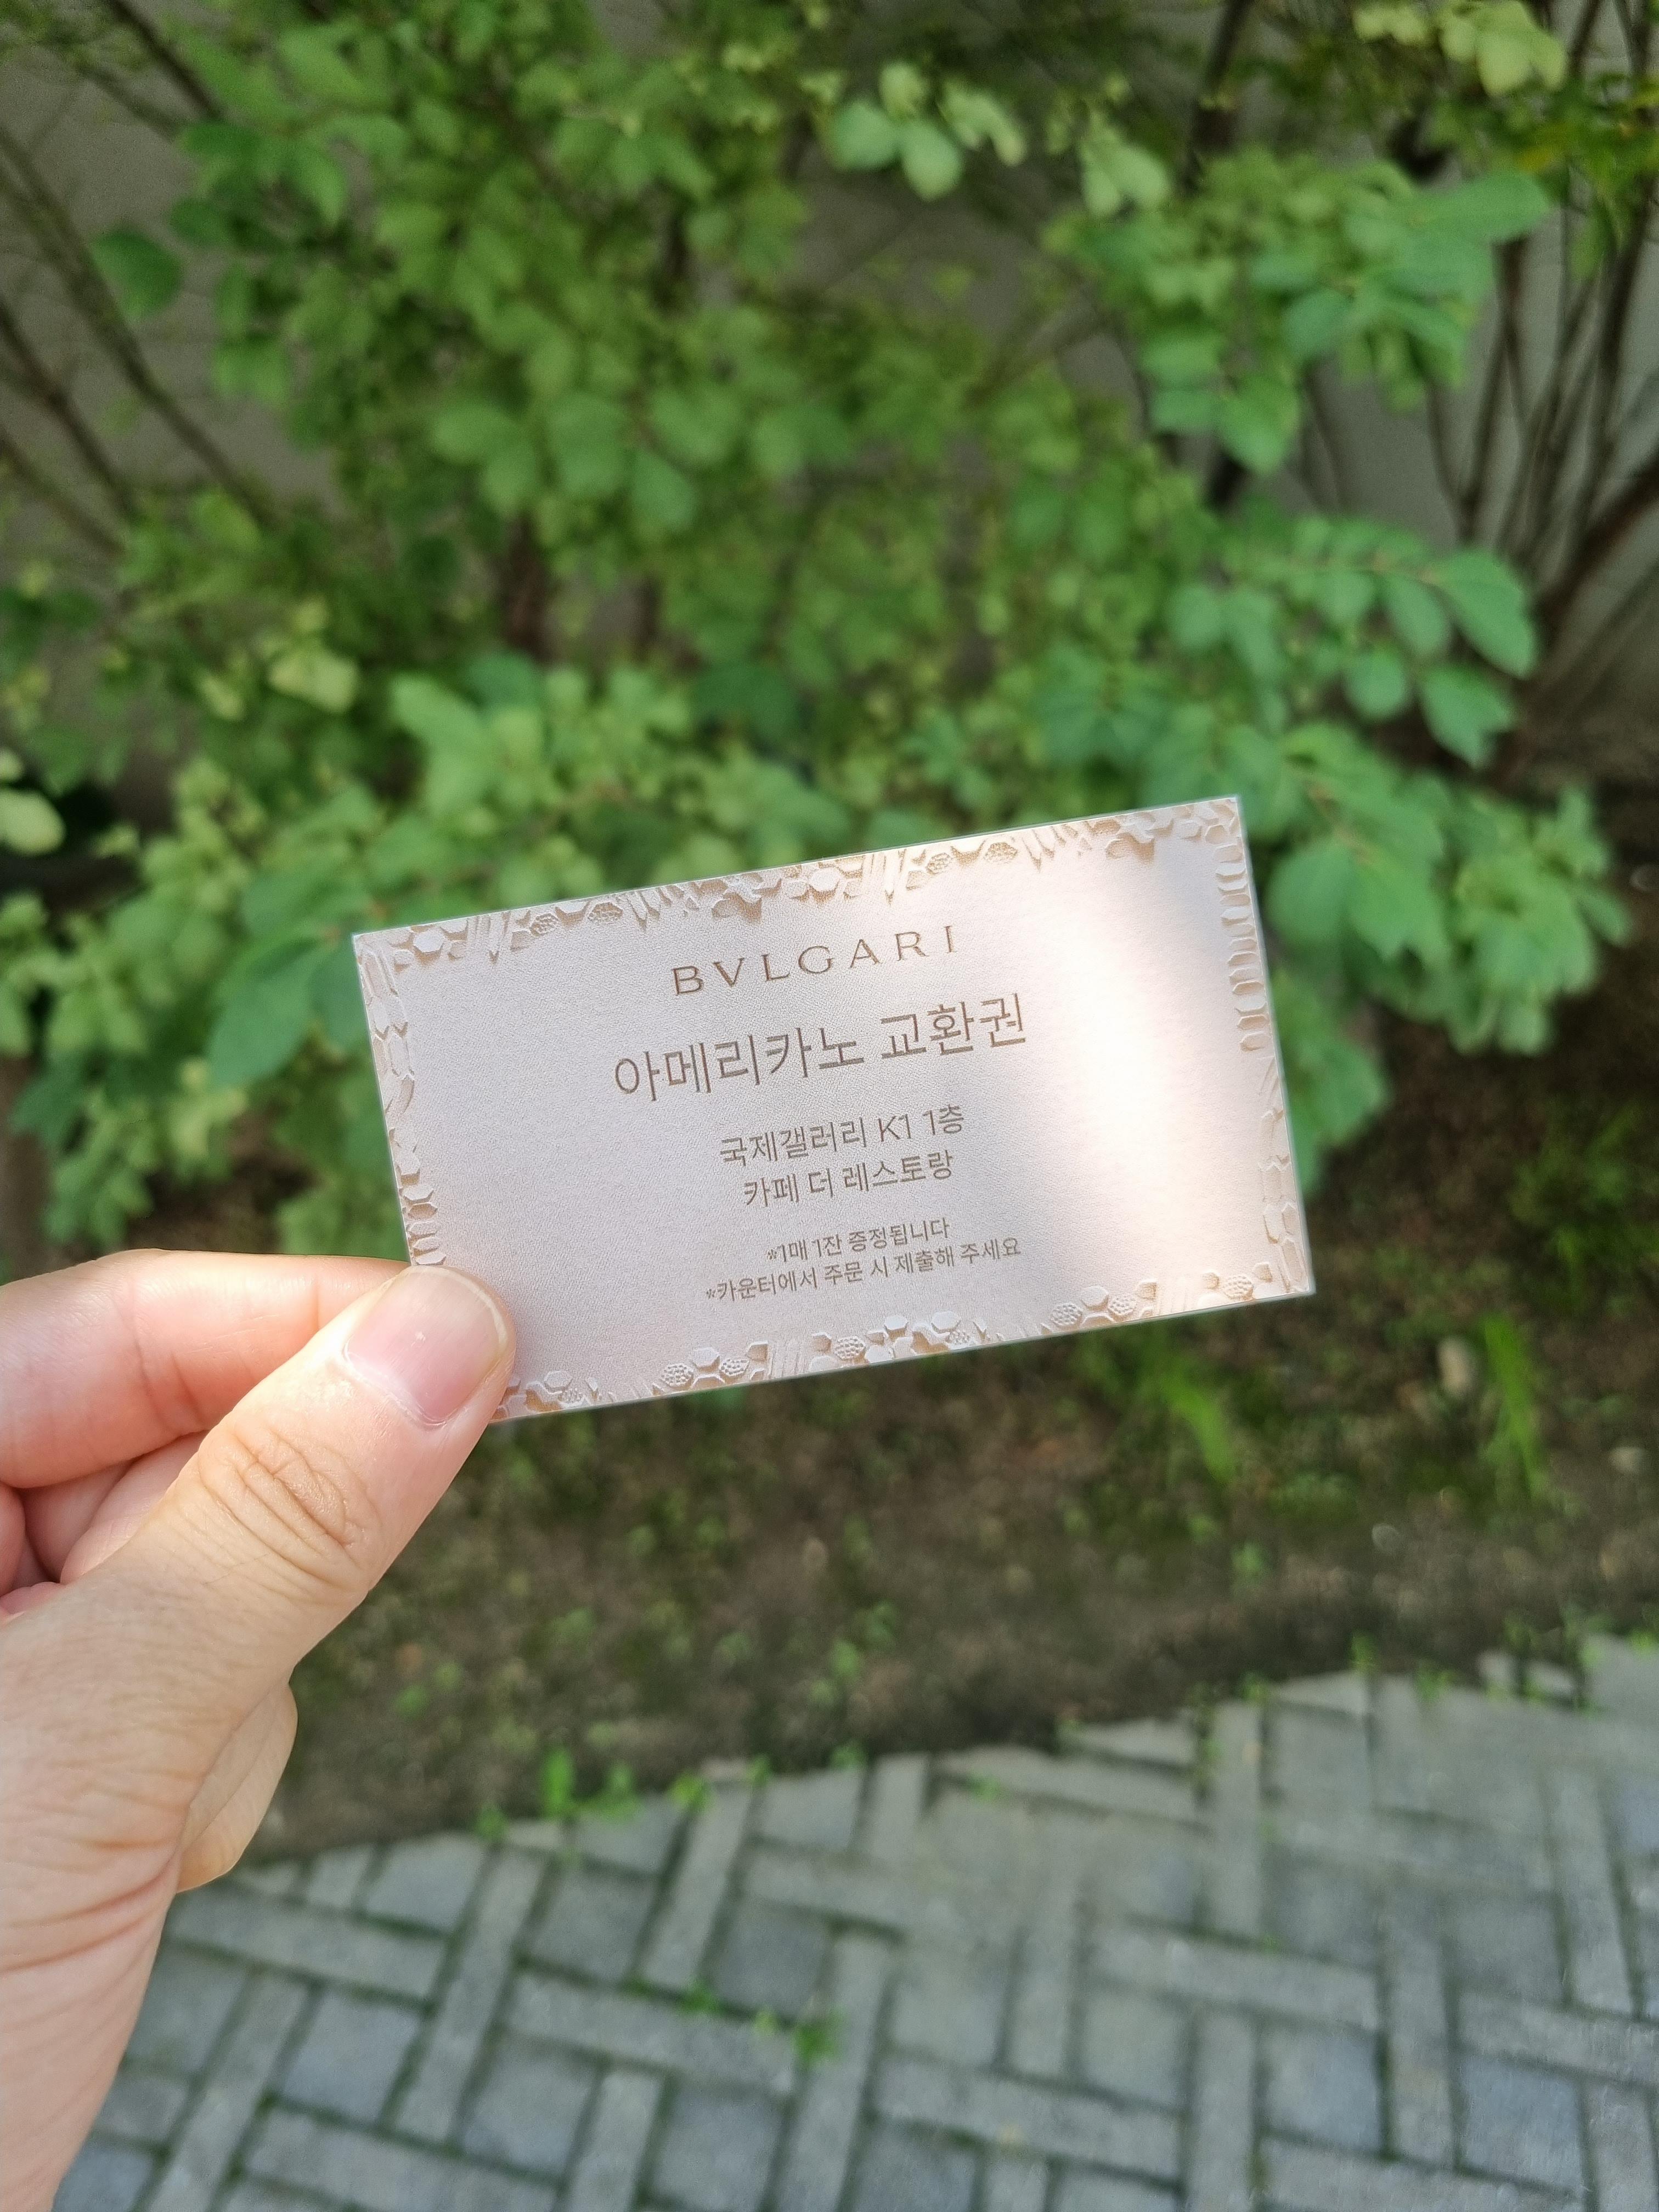 BVLGARI
아메리카노 교환권
국제갤러리 K1 1층
카페 더 레스토랑
*1매 1잔 증정됩니다
*카운터에서 주문 시 제출해 주세요